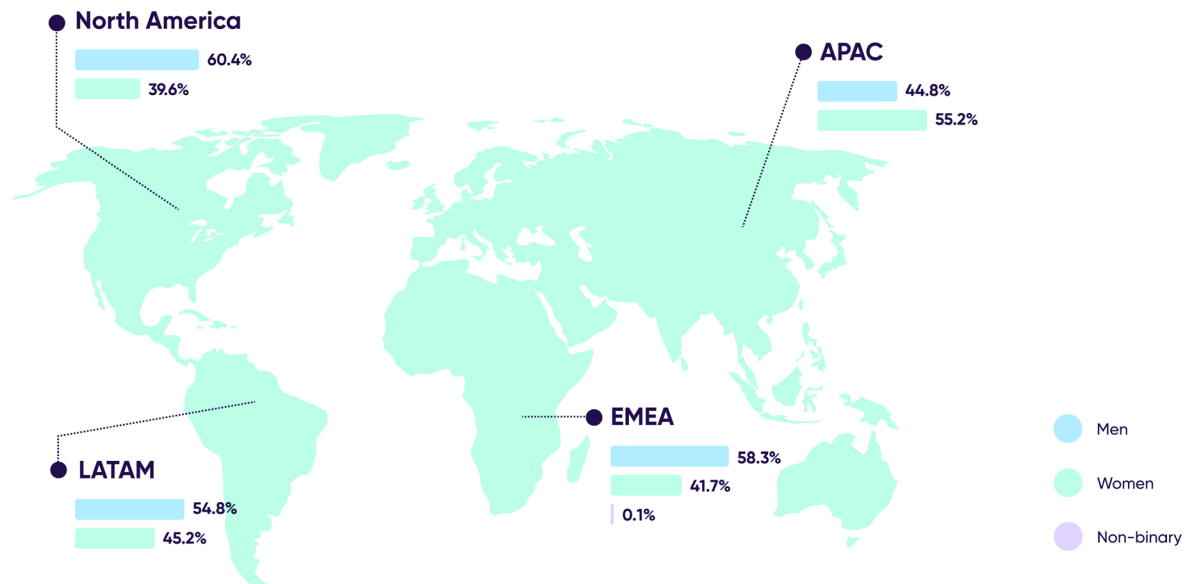 North America
60.4%
39.6%
APAC
44.8%
55.2%
EMEA
58.3%
41.7%
0.1%
LATAM
54.8%
45.2%
Men
Women
Non-binary